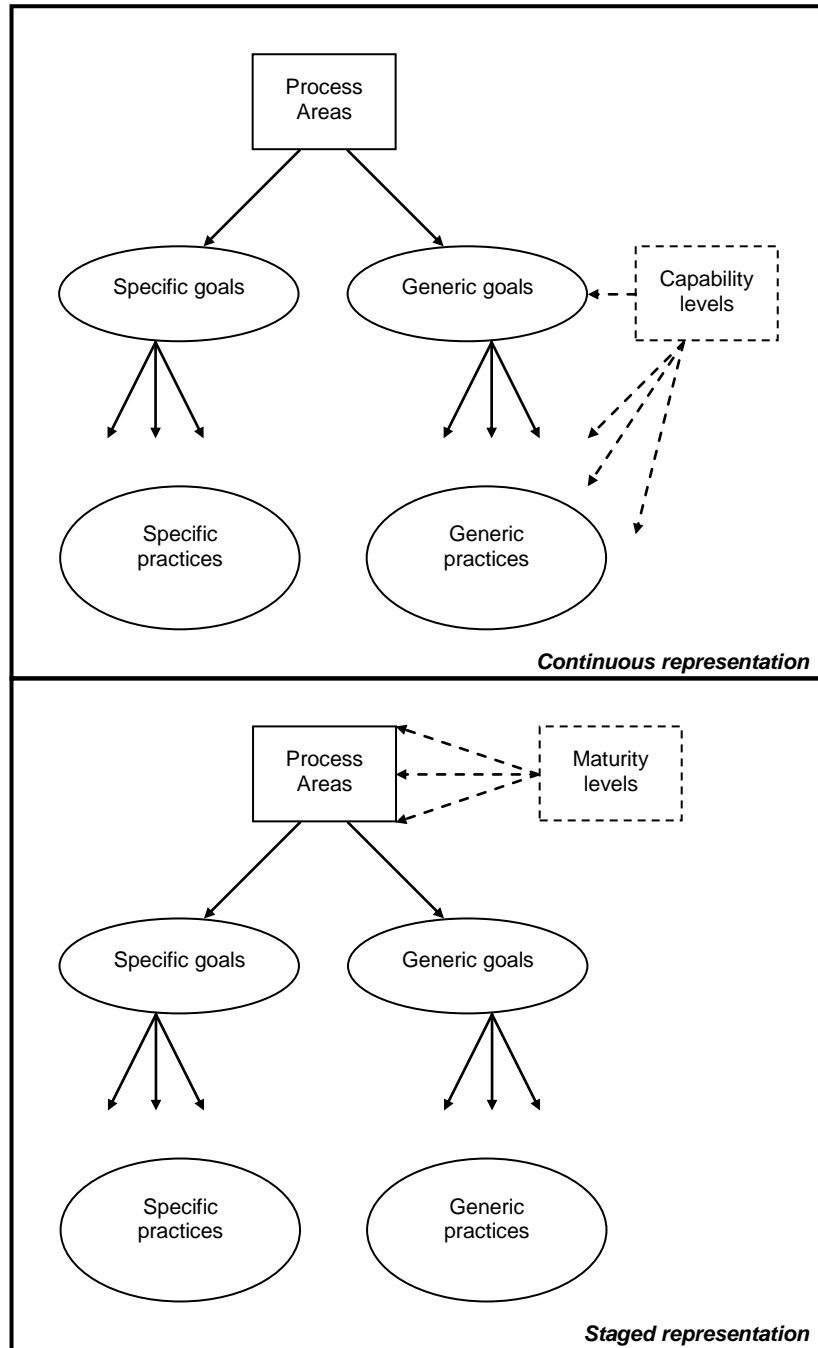 Process
Areas
Specific goals
Generic goals
Capability
levels
Specific
practices
Generic
practices
Continuous representation
Process
Areas
Maturity
levels
Specific goals
Generic goals
Specific
practices
Generic
practices
Staged representation